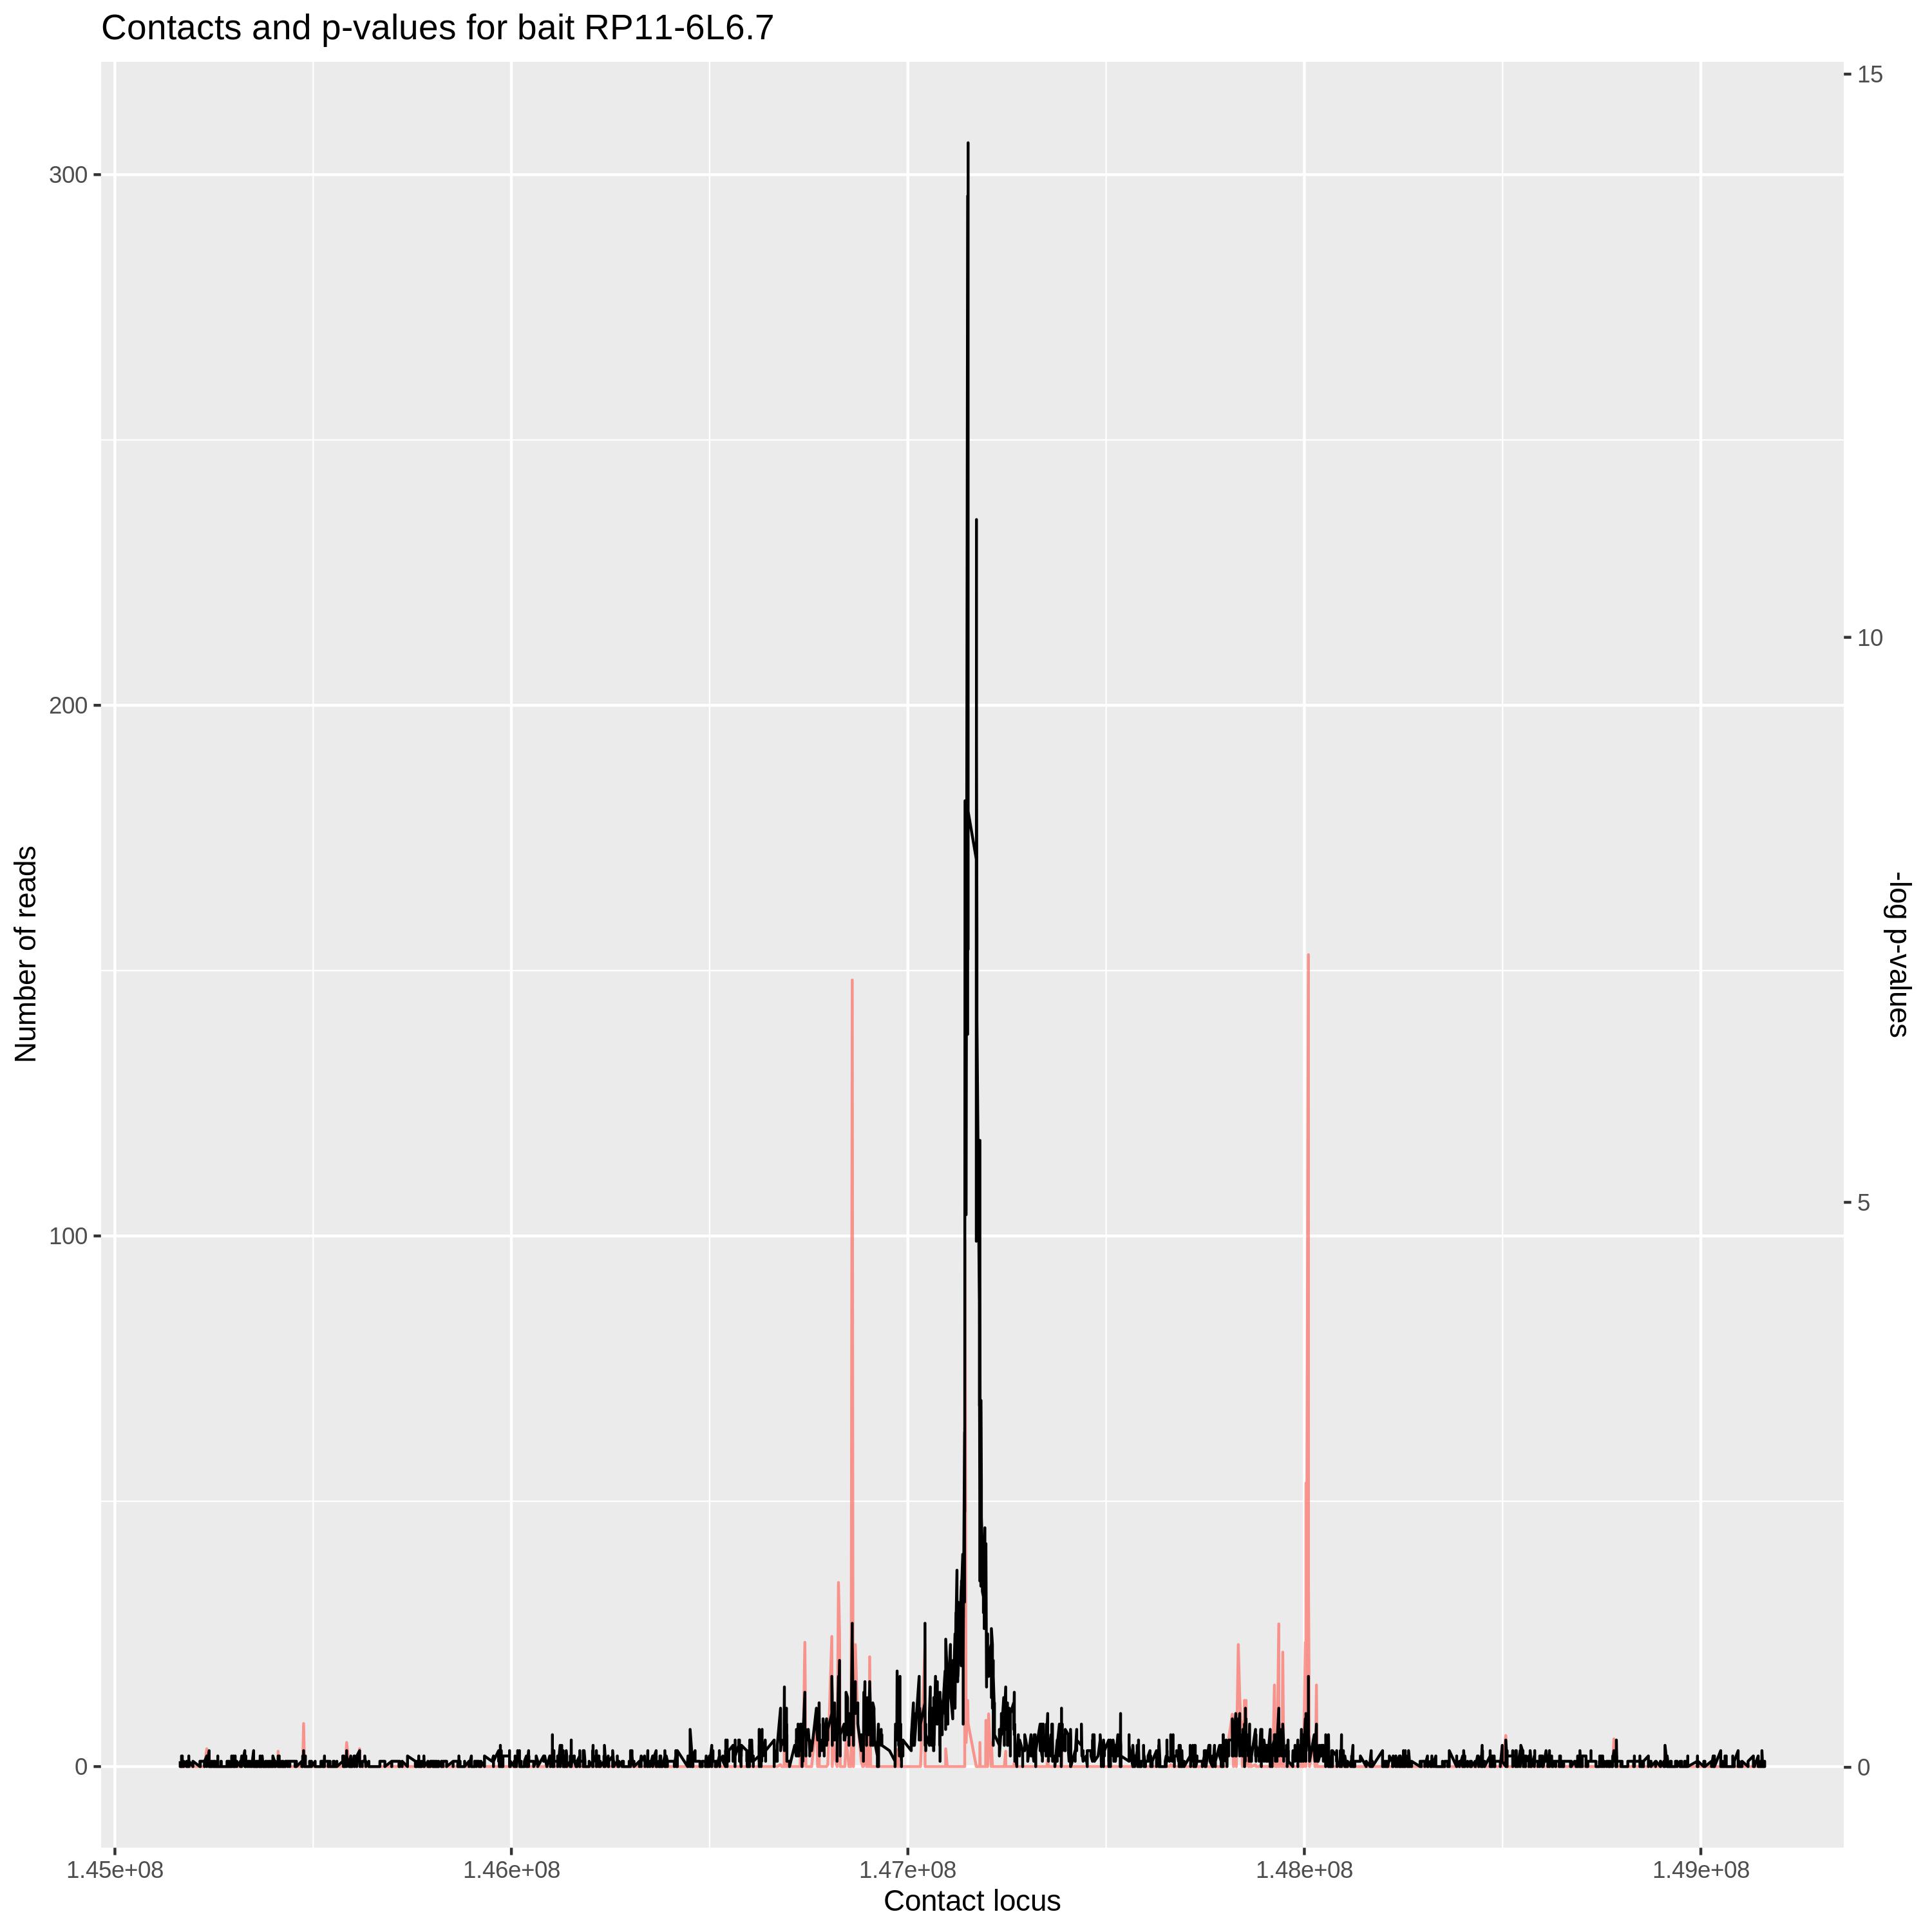 Contacts and p-values for bait RP11-6L6.7
15
300
10
200
Number of reads
-log p-values
5
100
0
0
1.45e+08
1.46e+08
1.47e+08
1.48e+08
1.49e+08
Contact locus